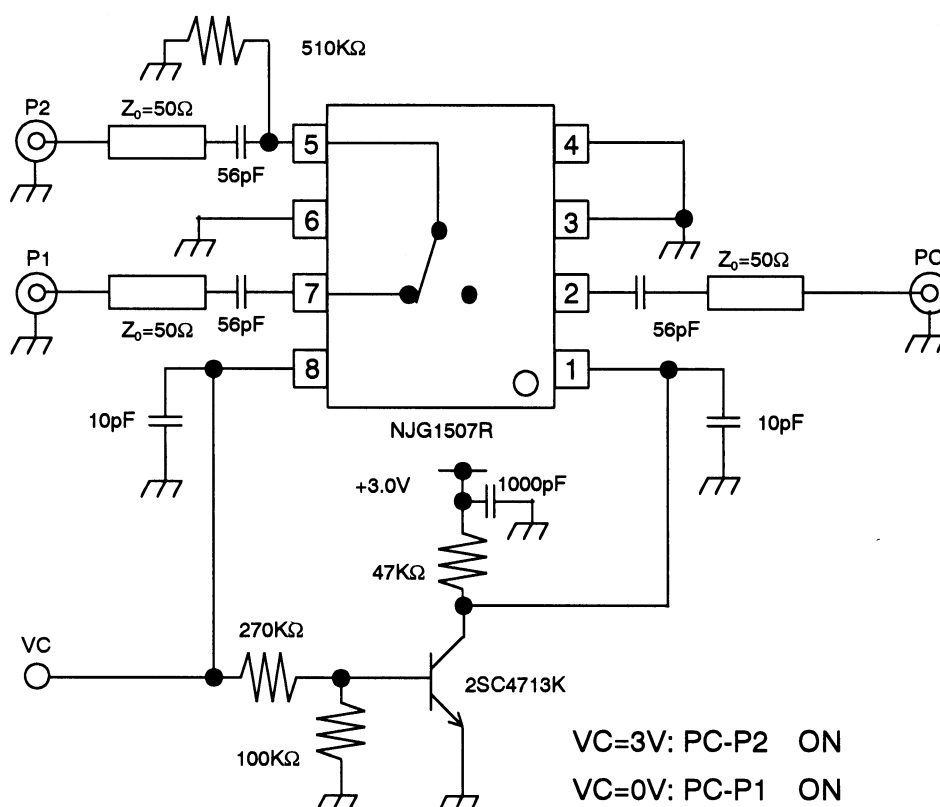 510KΩ
P2
Z₀=50Ω
56pF
5
4
6
3
P1
Z₀=50Ω
56pF
7
2
56pF
Z₀=50Ω
PC
8
1
10pF
10pF
NJG1507R
+3.0V
1000pF
47KΩ
VC
270KΩ
2SC4713K
100KΩ
VC=3V: PC-P2 ON
VC=0V: PC-P1 ON